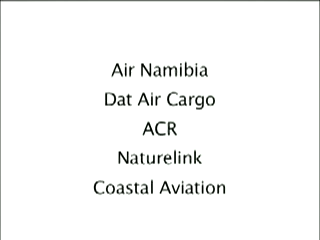 Air Namibia
Dat Air Cargo
ACR
Naturelink
Coastal Aviation